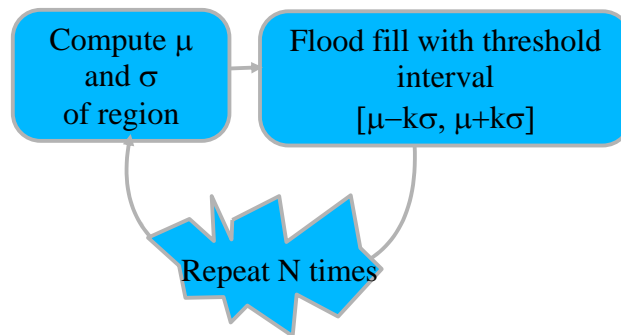 Compute μ
and σ
of region
Flood fill with threshold
interval
[μ−kσ, μ+kσ]
Repeat N times